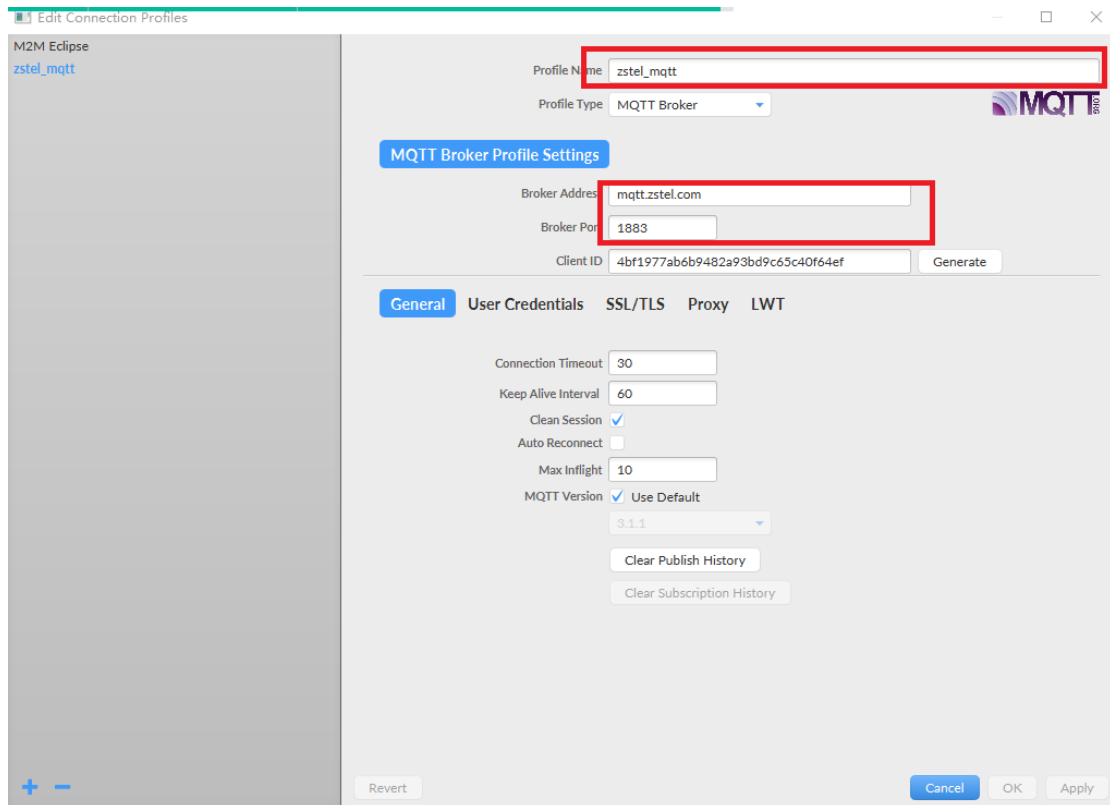 Edit Connection Profiles
M2M Eclipse
zstel_mqtt
Profile Name zstel_mqtt
Profile Type MQTT Broker
MQTT.ORG
MQTT Broker Profile Settings
Broker Addres mqtt.zstel.com
Broker Por 1883
Client ID 4bf1977ab6b9482a93bd9c65c40f64ef Generate
General User Credentials SSL/TLS Proxy LWT
Connection Timeout 30
Keep Alive Interval 60
Clean Session
Auto Reconnect
Max Inflight 10
MQTT Version Use Default
3.1.1
Clear Publish History
Clear Subscription History
Revert Cancel OK Apply